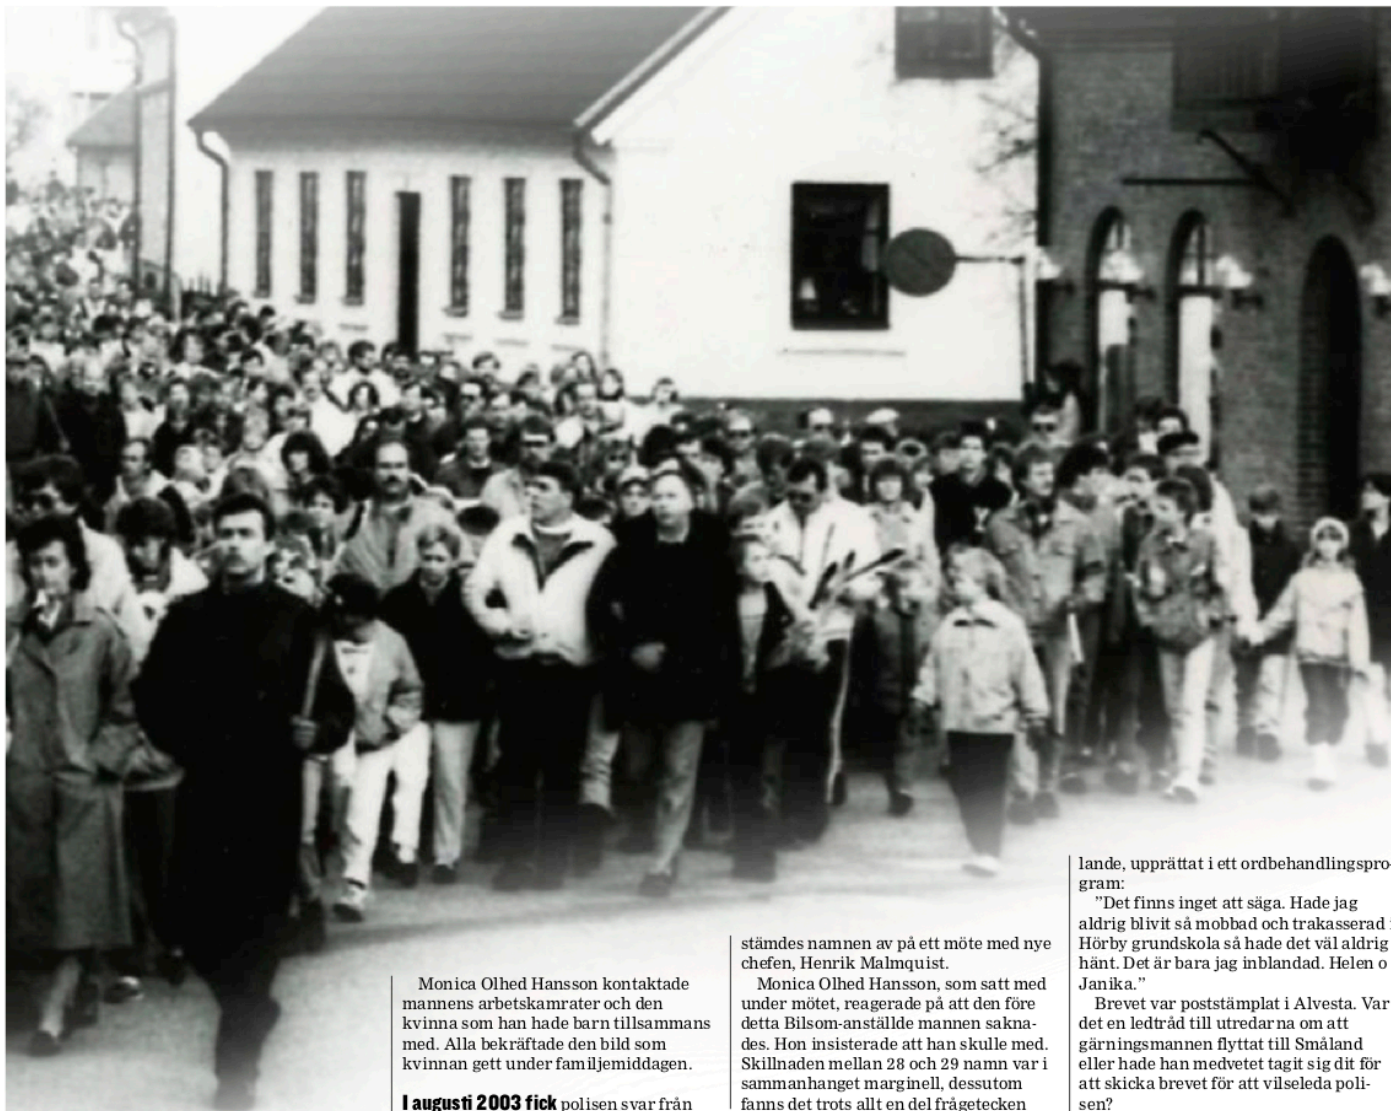 Monica Olhed Hansson kontaktade
mannens arbetskamrater och den
kvinna som han hade barn tillsammans
med. Alla bekräftade den bild som
kvinnan gett under familjemiddagen.
I augusti 2003 fick polisen svar från
stämdes namnen av på ett möte med nye
chefen, Henrik Malmquist.
Monica Olhed Hansson, som satt med
under mötet, reagerade på att den före
detta Bilsom-anställde mannen sakna-
des. Hon insisterade att han skulle med.
Skillnaden mellan 28 och 29 namn var i
sammanhanget marginell, dessutom
fanns det trots allt en del frågetecken
lande, upprättat i ett ordbehandlingspro-
gram:
”Det finns inget att säga. Hade jag
aldrig blivit så mobbad och trakasserad i
Hörby grundskola så hade det väl aldrig
hänt. Det är bara jag inblandad. Helen o
Janika.”
Brevet var poststämplat i Alvesta. Var
det en ledtråd till utredarna om att
gärningsmannen flyttat till Småland
eller hade han medvetet tagit sig dit för
att skicka brevet för att vilseleda poli-
sen?